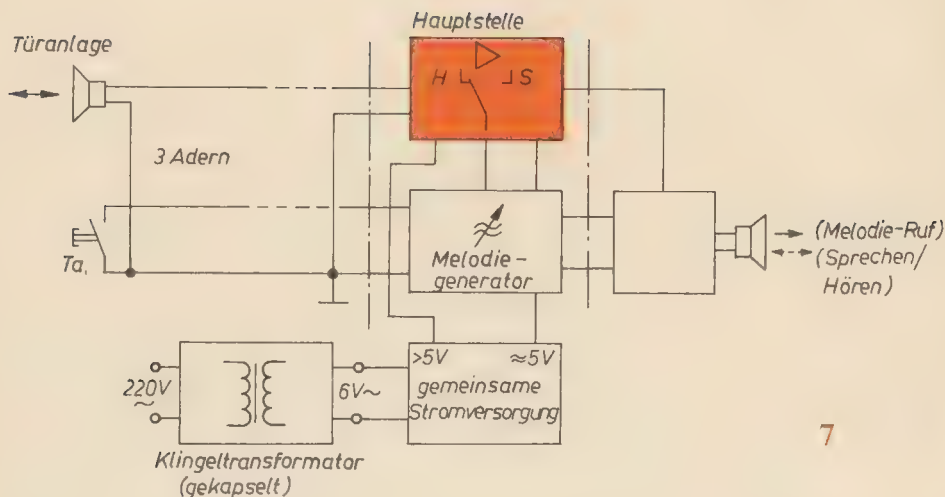 Hauptstelle
Türanlage
H
S
3 Adern
Ta
Melodie-
generator
(Melodie-Ruf)
(Sprechen/
Hören)
>5V ≈5V
gemeinsame
Stromversorgung
220V
~
6V~
Klingeltransformator
(gekapselt)
7